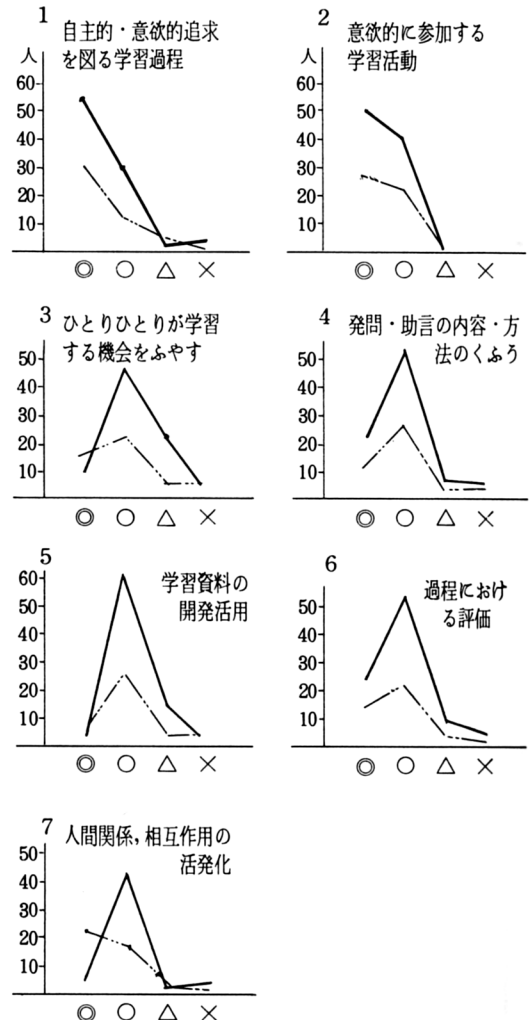 1
自主的・意欲的追求
を図る学習過程
人
60
50
40
30
20
10
◎ ○ △ ×
2
意欲的に参加する
学習活動
人
60
50
40
30
20
10
◎ ○ △ ×
3
ひとりひとりが学習
する機会をふやす
50
40
30
20
10
◎ ○ △ ×
4
発問・助言の内容・方
法のくふう
50
40
30
20
10
◎ ○ △ ×
5
学習資料の
開発活用
60
50
40
30
20
10
◎ ○ △ ×
6
過程におけ
る評価
50
40
30
20
10
◎ ○ △ ×
7
人間関係，相互作用の
活発化
50
40
30
20
10
◎ ○ △ ×